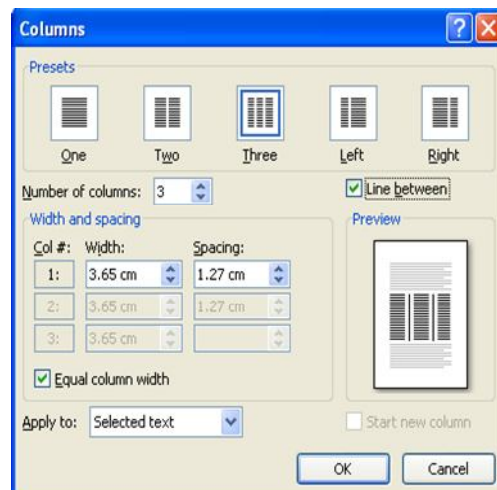 Columns
Presets
One Two Three Left Right
Number of columns: 3 Line between
Width and spacing Preview
Col #: Width: Spacing:
1: 3.65 cm 1.27 cm
2: 3.65 cm 1.27 cm
3: 3.65 cm
Equal column width
Apply to: Selected text Start new column
OK Cancel